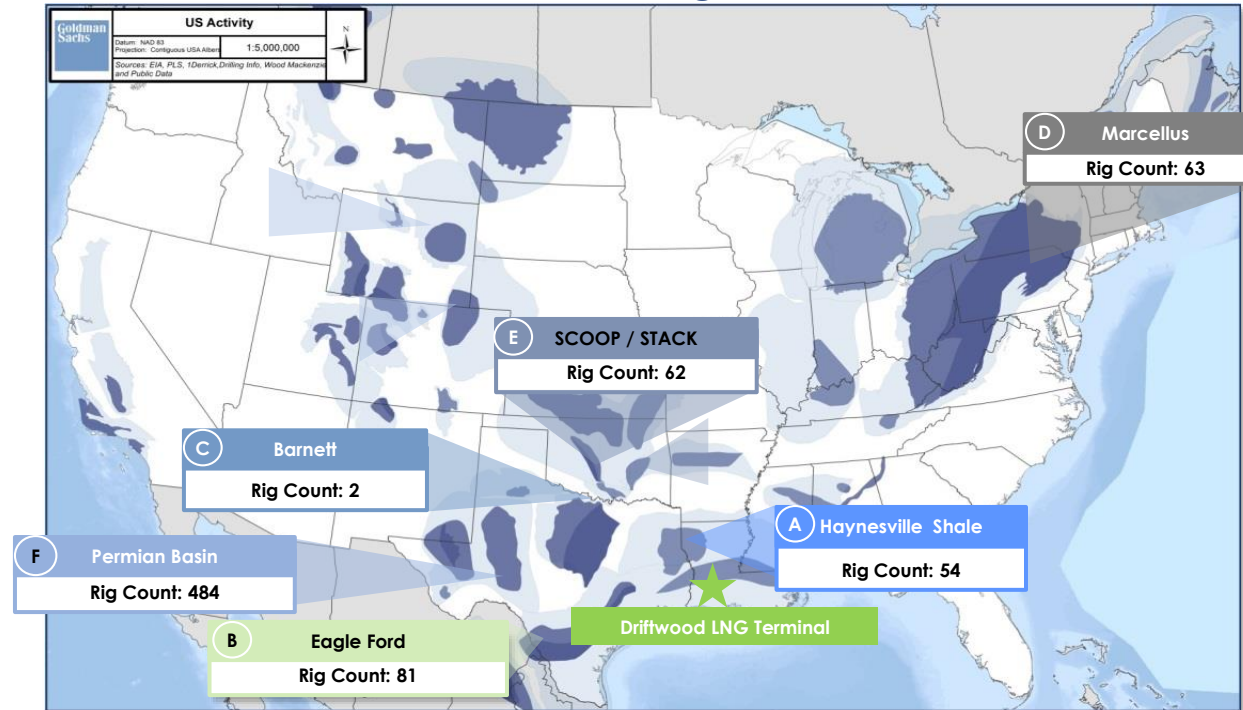 Goldman
Sachs
US Activity
N
Datum: NAD 83
Projection: Contiguous USA Albers
1:5,000,000
Sources: EIA, PLS, 1Derrick,Drilling Info, Wood Mackenzie
and Public Data
D Marcellus
Rig Count: 63
E SCOOP / STACK
Rig Count: 62
C Barnett
Rig Count: 2
A Haynesville Shale
Rig Count: 54
F Permian Basin
Rig Count: 484
Driftwood LNG Terminal
B Eagle Ford
Rig Count: 81